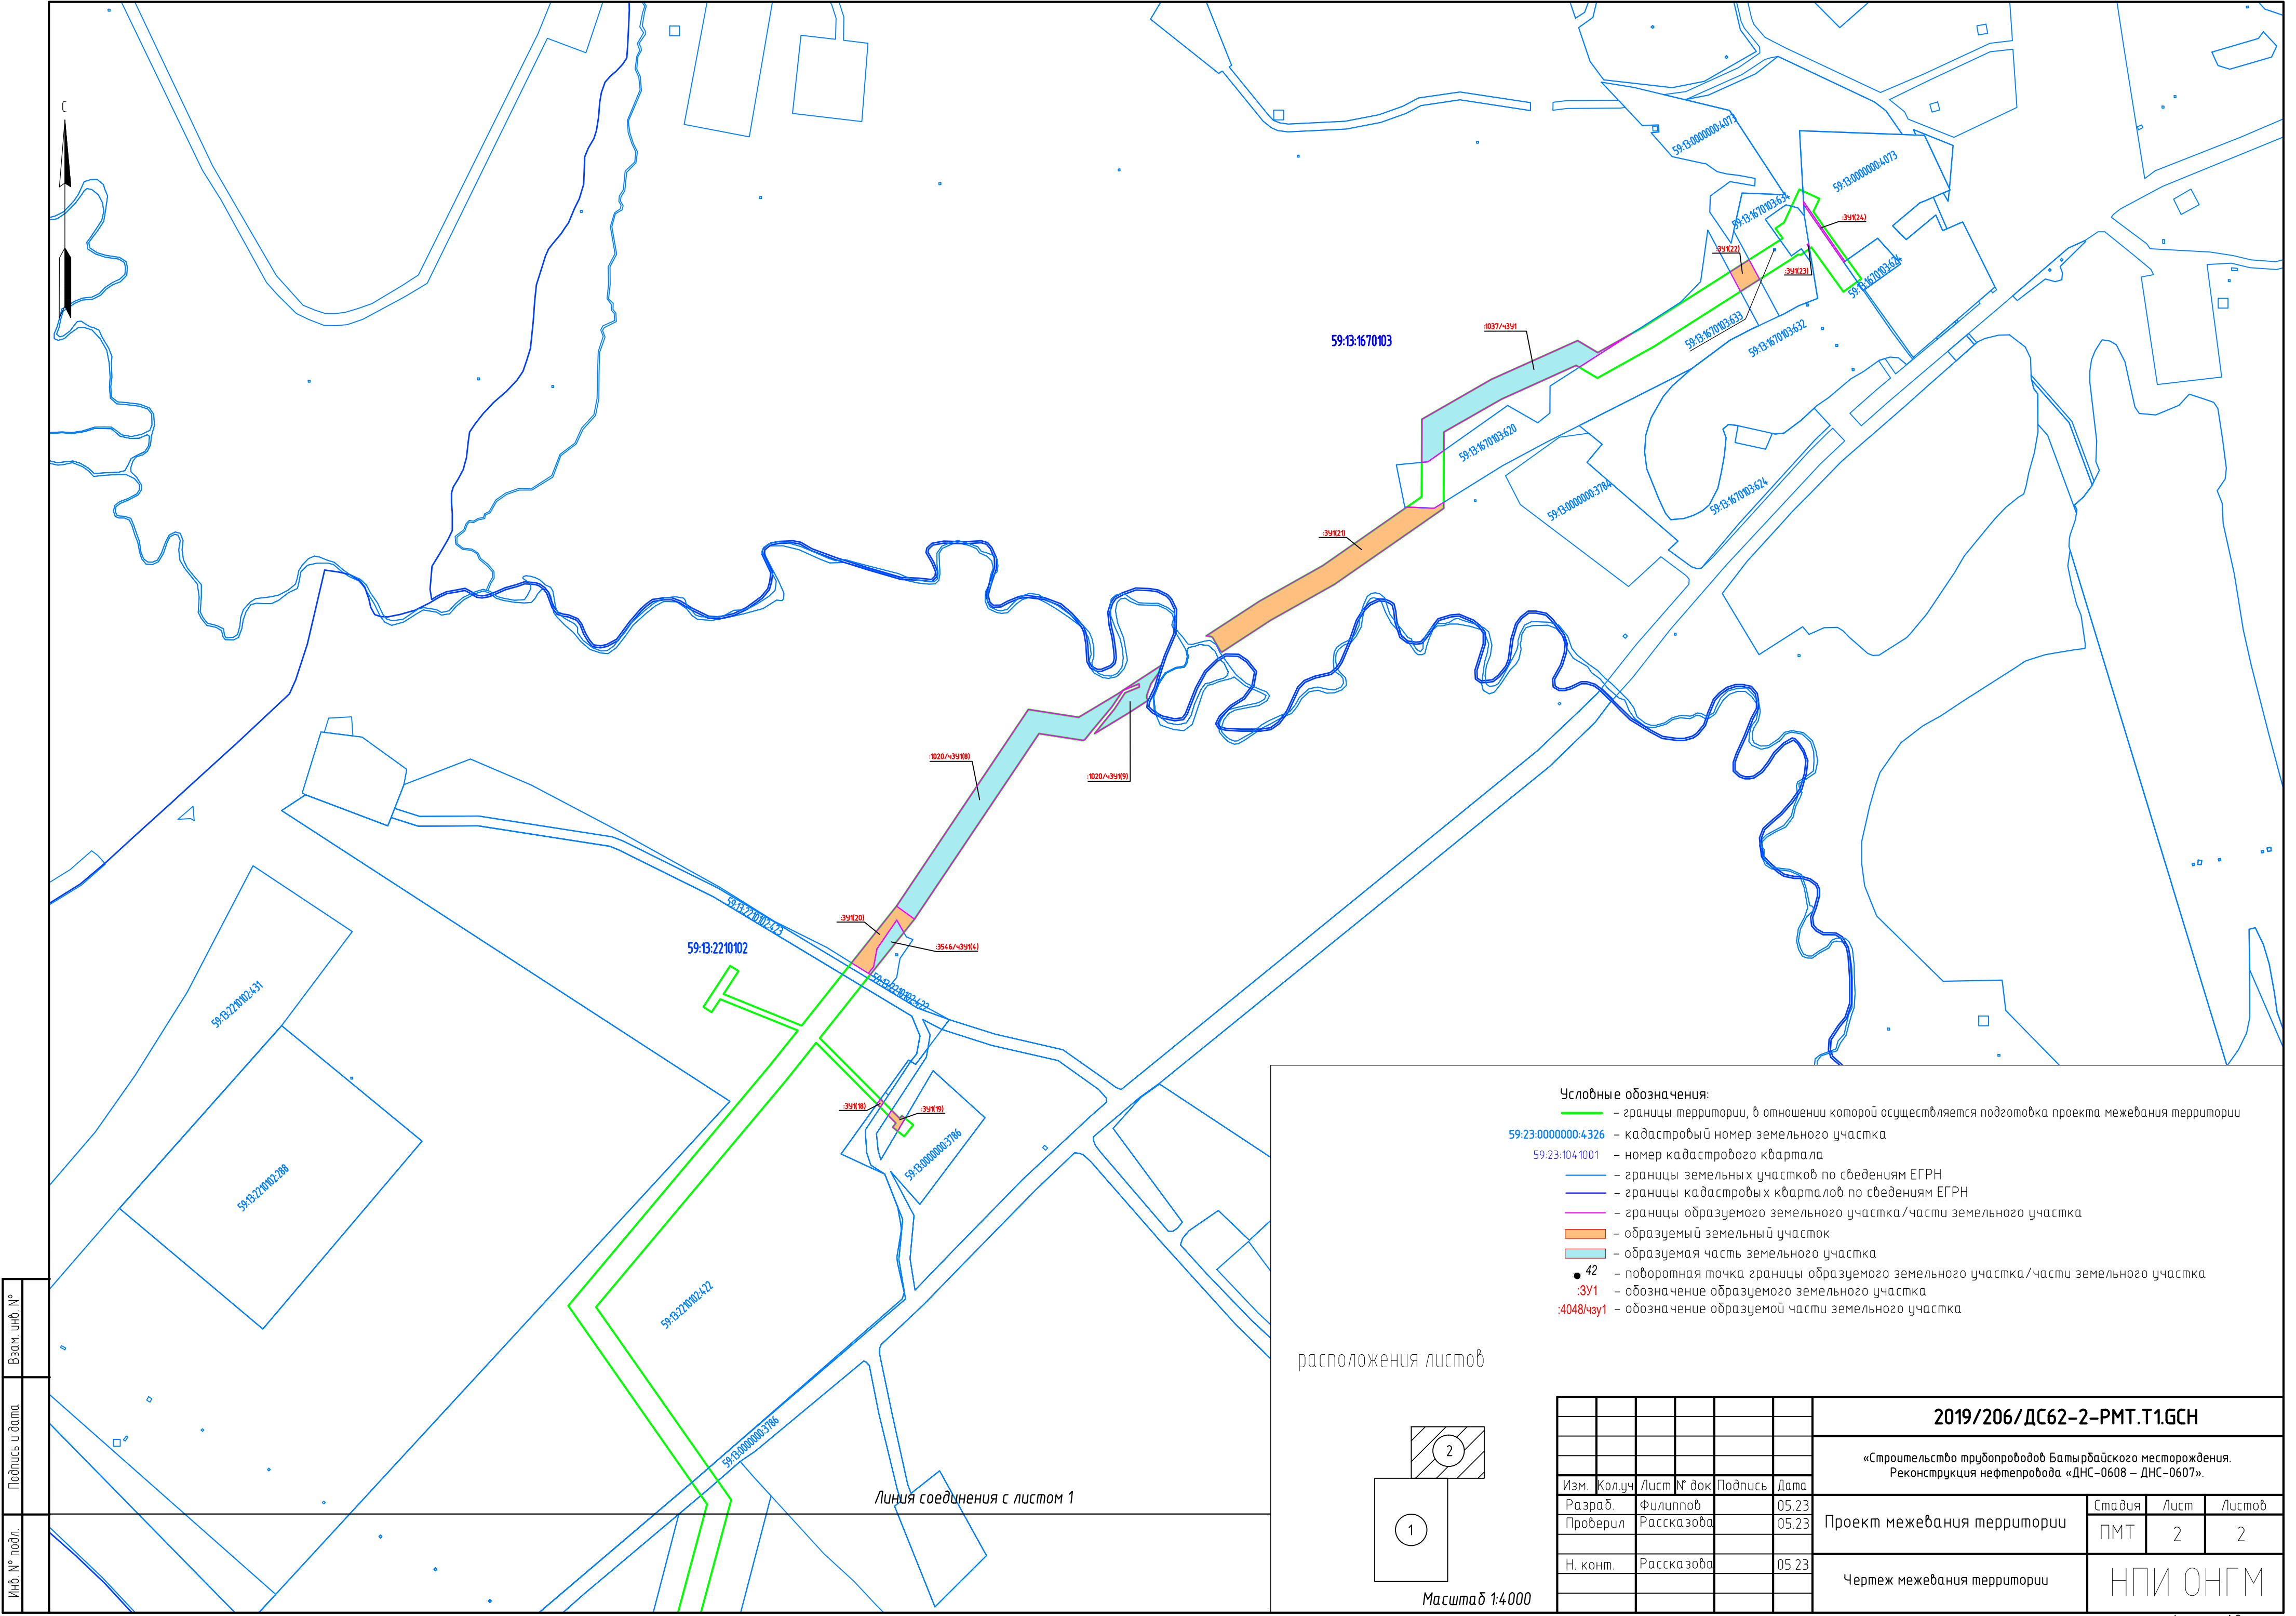 С
59:13:0000000:4073
59:13:0000000:4073
59:13:1670103:634
:ЗУ1(24)
:ЗУ1(22)
:ЗУ1(23)
59:13:1670103:624
59:13:1670103:633
59:13:1670103:632
:1037/чЗУ1
59:13:1670103
59:13:1670103:620
59:13:0000000:3784
59:13:1670103:624
:ЗУ1(21)
:1020/чЗУ1(8)
:1020/чЗУ1(9)
59:13:2210102:423
:ЗУ1(20)
:3546/чЗУ1(4)
59:13:2210102
59:13:2210102:422
59:13:2210102:431
:ЗУ1(18)
:ЗУ1(19)
59:13:0000000:3786
59:13:2210102:288
59:13:2210102:422
59:13:0000000:3786
Линия соединения с листом 1
Условные обозначения:
– границы территории, в отношении которой осуществляется подготовка проекта межевания территории
59:23:0000000:4326 – кадастровый номер земельного участка
59:23:1041001 – номер кадастрового квартала
– границы земельных участков по сведениям ЕГРН
– границы кадастровых кварталов по сведениям ЕГРН
– границы образуемого земельного участка/части земельного участка
– образуемый земельный участок
– образуемая часть земельного участка
42 – поворотная точка границы образуемого земельного участка/части земельного участка
:ЗУ1 – обозначение образуемого земельного участка
:4048/чзу1 – обозначение образуемой части земельного участка
расположения листов
2
1
Масштаб 1:4000
2019/206/ДС62-2-РМТ.Т1.GCH
«Строительство трубопроводов Батырбайского месторождения.
Реконструкция нефтепровода «ДНС-0608 – ДНС-0607».
Изм. Кол.уч Лист N° док Подпись Дата
Разраб. Филиппов 05.23
Проверил Рассказова 05.23
Н. конт. Рассказова 05.23
Проект межевания территории
Стадия Лист Листов
ПМТ 2 2
Чертеж межевания территории
НПИ ОНГМ
Взам. инв. N°
Подпись и дата
Инв. N° подл.